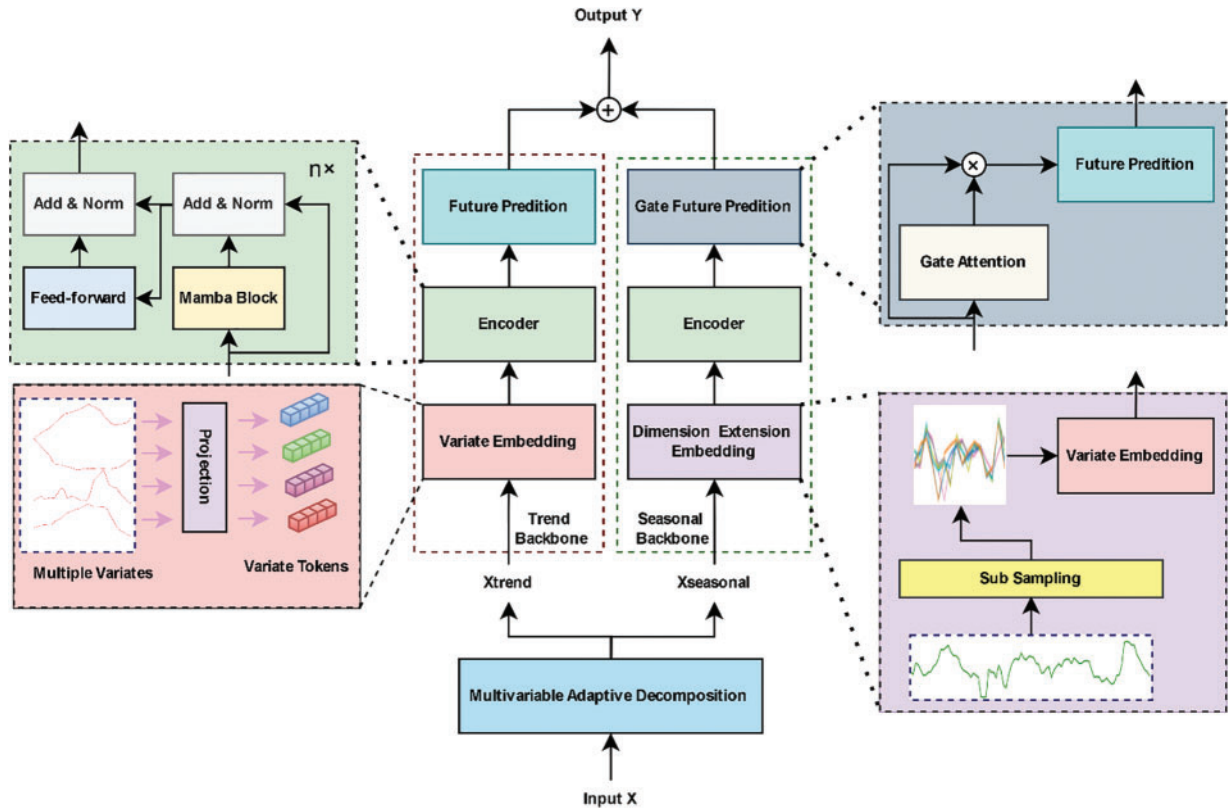 Output Y
+
n×
Add & Norm
Add & Norm
Feed-forward
Mamba Block
Future Predition
Gate Future Predition
×
Future Predition
Gate Attention
Encoder
Encoder
Variate Embedding
Dimension Extension
Embedding
Projection
Multiple Variates
Variate Tokens
Variate Embedding
Sub Sampling
Trend
Backbone
Seasonal
Backbone
Xtrend
Xseasonal
Multivariable Adaptive Decomposition
Input X